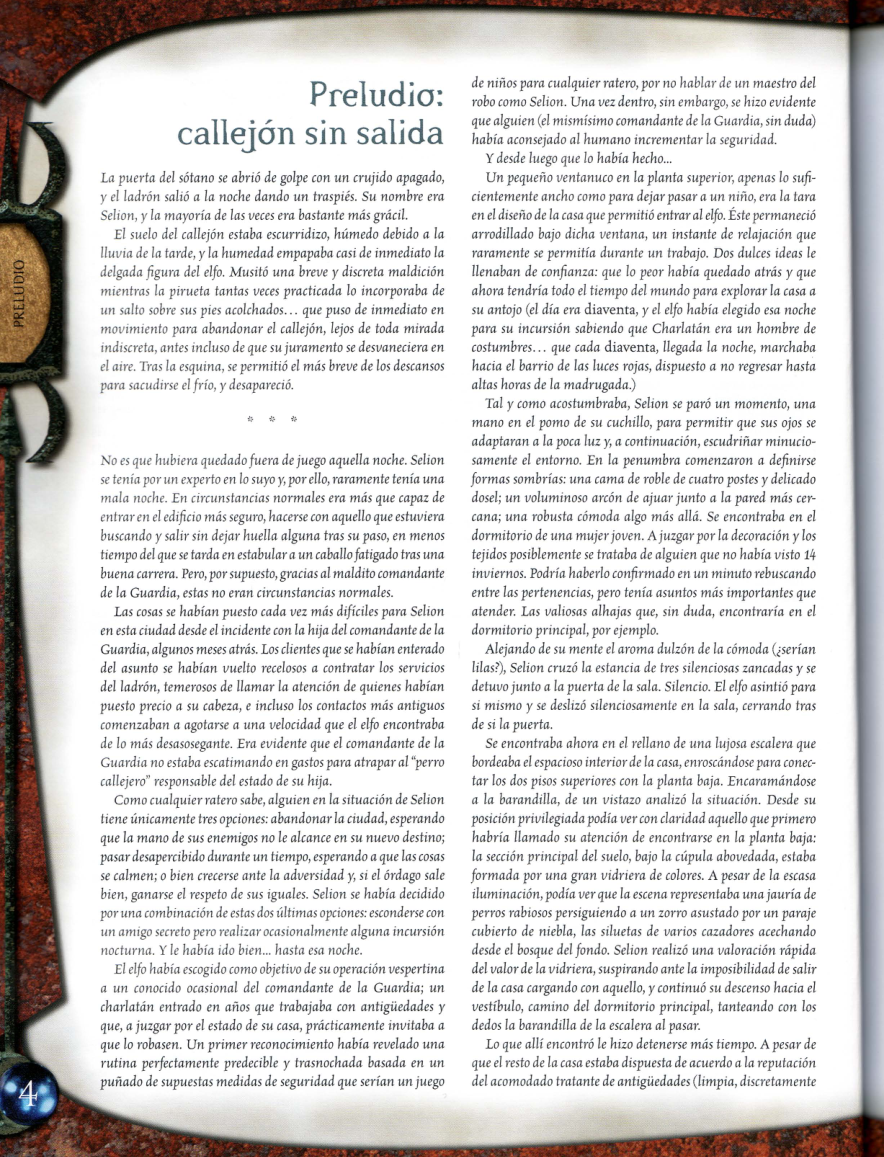 Preludio:
callejón sin salida
La puerta del sótano se abrió de golpe con un crujido apagado,
y el ladrón salió a la noche dando un traspiés. Su nombre era
Selion, y la mayoría de las veces era bastante más grácil.
El suelo del callejón estaba escurridizo, húmedo debido a la
lluvia de la tarde, y la humedad empapaba casi de inmediato la
delgada figura del elfo. Musitó una breve y discreta maldición
mientras la pirueta tantas veces practicada lo incorporaba de
un salto sobre sus pies acolchados... que puso de inmediato en
movimiento para abandonar el callejón, lejos de toda mirada
indiscreta, antes incluso de que su juramento se desvaneciera en
el aire. Tras la esquina, se permitió el más breve de los descansos
para sacudirse el frío, y desapareció.
* * *
No es que hubiera quedado fuera de juego aquella noche. Selion
se tenía por un experto en lo suyo y, por ello, raramente tenía una
mala noche. En circunstancias normales era más que capaz de
entrar en el edificio más seguro, hacerse con aquello que estuviera
buscando y salir sin dejar huella alguna tras su paso, en menos
tiempo del que se tarda en estabular a un caballo fatigado tras una
buena carrera. Pero, por supuesto, gracias al maldito comandante
de la Guardia, estas no eran circunstancias normales.
Las cosas se habían puesto cada vez más difíciles para Selion
en esta ciudad desde el incidente con la hija del comandante de la
Guardia, algunos meses atrás. Los clientes que se habían enterado
del asunto se habían vuelto recelosos a contratar los servicios
del ladrón, temerosos de llamar la atención de quienes habían
puesto precio a su cabeza, e incluso los contactos más antiguos
comenzaban a agotarse a una velocidad que el elfo encontraba
de lo más desasosegante. Era evidente que el comandante de la
Guardia no estaba escatimando en gastos para atrapar al "perro
callejero" responsable del estado de su hija.
Como cualquier ratero sabe, alguien en la situación de Selion
tiene únicamente tres opciones: abandonar la ciudad, esperando
que la mano de sus enemigos no le alcance en su nuevo destino;
pasar desapercibido durante un tiempo, esperando a que las cosas
se calmen; o bien crecerse ante la adversidad y, si el órdago sale
bien, ganarse el respeto de sus iguales. Selion se había decidido
por una combinación de estas dos últimas opciones: esconderse con
un amigo secreto pero realizar ocasionalmente alguna incursión
nocturna. Y le había ido bien... hasta esa noche.
El elfo había escogido como objetivo de su operación vespertina
a un conocido ocasional del comandante de la Guardia; un
charlatán entrado en años que trabajaba con antigüedades y
que, a juzgar por el estado de su casa, prácticamente invitaba a
que lo robasen. Un primer reconocimiento había revelado una
rutina perfectamente predecible y trasnochada basada en un
puñado de supuestas medidas de seguridad que serían un juego
de niños para cualquier ratero, por no hablar de un maestro del
robo como Selion. Una vez dentro, sin embargo, se hizo evidente
que alguien (el mismísimo comandante de la Guardia, sin duda)
había aconsejado al humano incrementar la seguridad.
Y desde luego que lo había hecho...
Un pequeño ventanuco en la planta superior, apenas lo sufi-
cientemente ancho como para dejar pasar a un niño, era la tara
en el diseño de la casa que permitió entrar al elfo. Éste permaneció
arrodillado bajo dicha ventana, un instante de relajación que
raramente se permitía durante un trabajo. Dos dulces ideas le
llenaban de confianza: que lo peor había quedado atrás y que
ahora tendría todo el tiempo del mundo para explorar la casa a
su antojo (el día era diaventa, y el elfo había elegido esa noche
para su incursión sabiendo que Charlatán era un hombre de
costumbres... que cada diaventa, llegada la noche, marchaba
hacia el barrio de las luces rojas, dispuesto a no regresar hasta
altas horas de la madrugada.)
Tal y como acostumbraba, Selion se paró un momento, una
mano en el pomo de su cuchillo, para permitir que sus ojos se
adaptaran a la poca luz y, a continuación, escudriñar minucio-
samente el entorno. En la penumbra comenzaron a definirse
formas sombrías: una cama de roble de cuatro postes y delicado
dosel; un voluminoso arcón de ajuar junto a la pared más cer-
cana; una robusta cómoda algo más allá. Se encontraba en el
dormitorio de una mujer joven. A juzgar por la decoración y los
tejidos posiblemente se trataba de alguien que no había visto 14
inviernos. Podría haberlo confirmado en un minuto rebuscando
entre las pertenencias, pero tenía asuntos más importantes que
atender. Las valiosas alhajas que, sin duda, encontraría en el
dormitorio principal, por ejemplo.
Alejando de su mente el aroma dulzón de la cómoda (¿serían
lilas?), Selion cruzó la estancia de tres silenciosas zancadas y se
detuvo junto a la puerta de la sala. Silencio. El elfo asintió para
si mismo y se deslizó silenciosamente en la sala, cerrando tras
de si la puerta.
Se encontraba ahora en el rellano de una lujosa escalera que
bordeaba el espacioso interior de la casa, enroscándose para conec-
tar los dos pisos superiores con la planta baja. Encaramándose
a la barandilla, de un vistazo analizó la situación. Desde su
posición privilegiada podía ver con claridad aquello que primero
habría llamado su atención de encontrarse en la planta baja:
la sección principal del suelo, bajo la cúpula abovedada, estaba
formada por una gran vidriera de colores. A pesar de la escasa
iluminación, podía ver que la escena representaba una jauría de
perros rabiosos persiguiendo a un zorro asustado por un paraje
cubierto de niebla, las siluetas de varios cazadores acechando
desde el bosque del fondo. Selion realizó una valoración rápida
del valor de la vidriera, suspirando ante la imposibilidad de salir
de la casa cargando con aquello, y continuó su descenso hacia el
vestíbulo, camino del dormitorio principal, tanteando con los
dedos la barandilla de la escalera al pasar.
Lo que allí encontró le hizo detenerse más tiempo. A pesar de
que el resto de la casa estaba dispuesta de acuerdo a la reputación
del acomodado tratante de antigüedades (limpia, discretamente
PRELUDIO
4